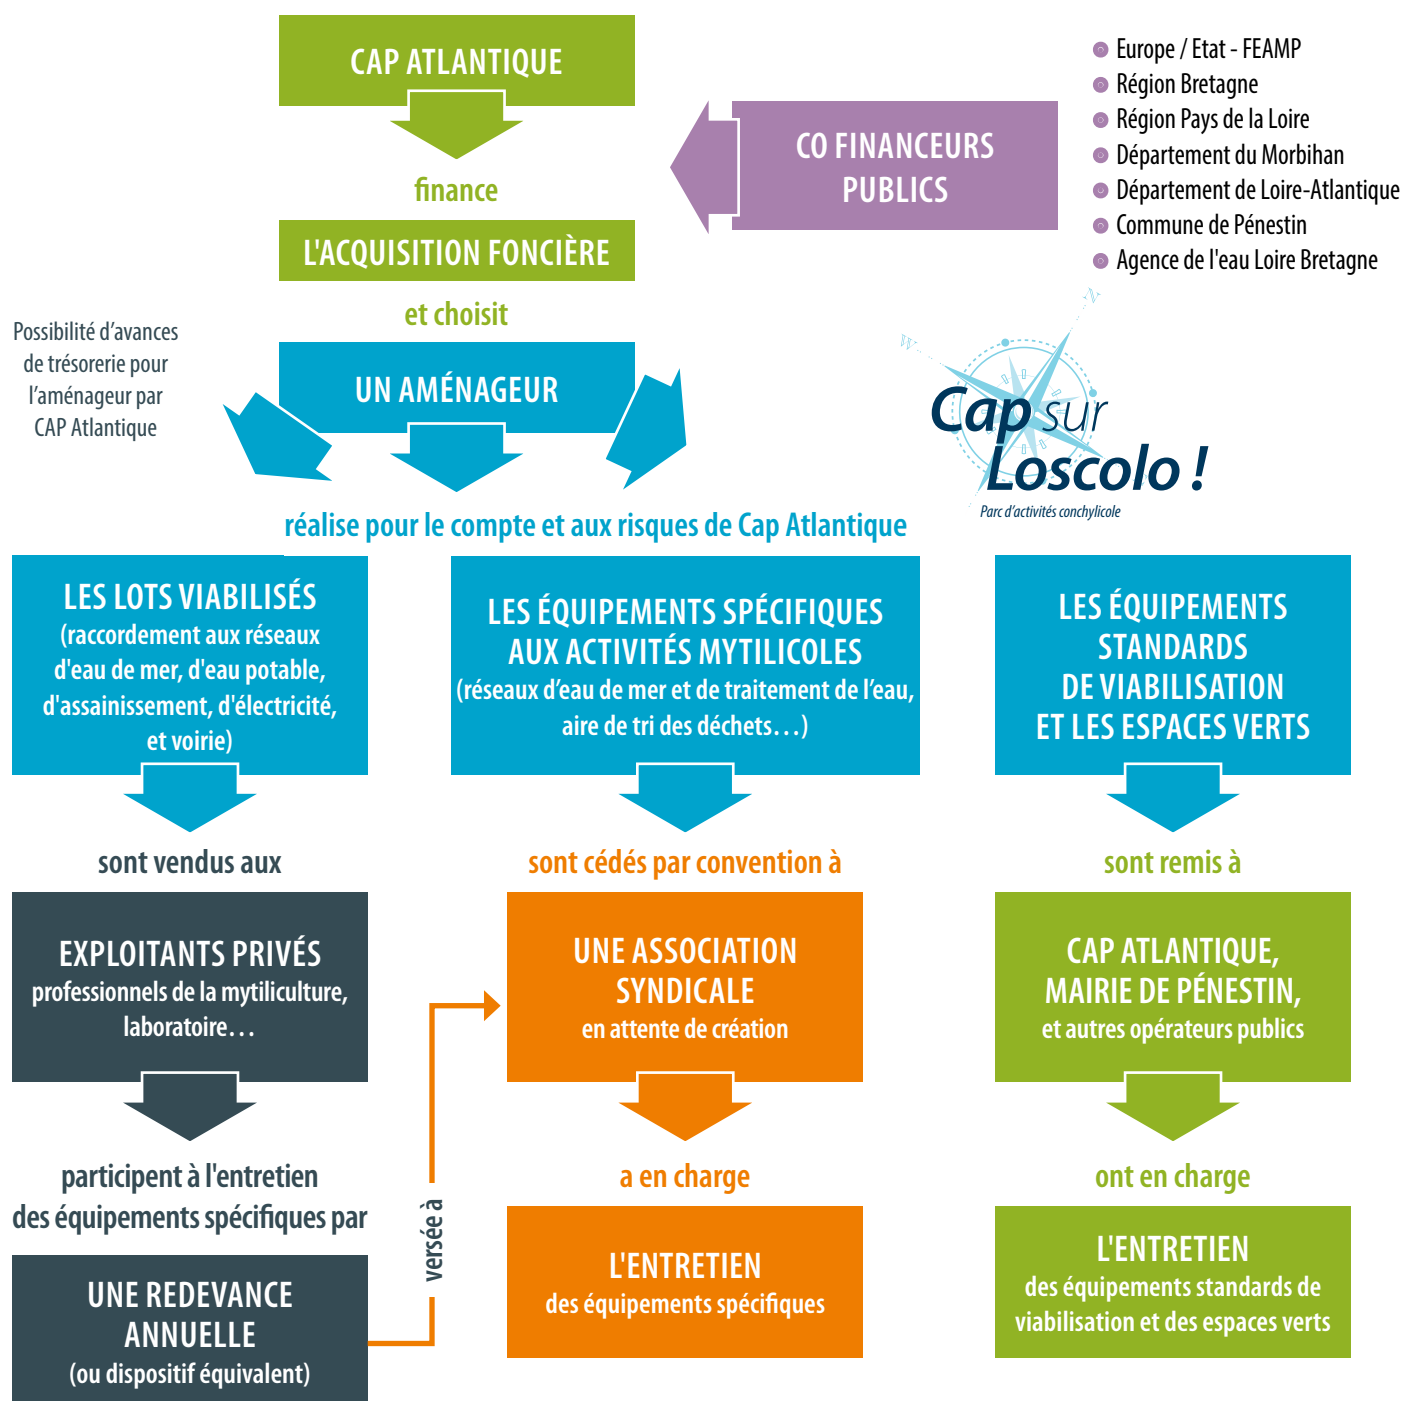 CAP ATLANTIQUE
finance
L'ACQUISITION FONCIÈRE
et choisit
UN AMÉNAGEUR
CO FINANCEURS
PUBLICS
Europe / Etat - FEAMP
Région Bretagne
Région Pays de la Loire
Département du Morbihan
Département de Loire-Atlantique
Commune de Pénestin
Agence de l'eau Loire Bretagne
Possibilité d’avances
de trésorerie pour
l’aménageur par
CAP Atlantique
N
W
Cap sur
Loscolo !
Parc d’activités conchylicole
réalise pour le compte et aux risques de Cap Atlantique
LES LOTS VIABILISÉS
(raccordement aux réseaux
d'eau de mer, d'eau potable,
d'assainissement, d'électricité,
et voirie)
sont vendus aux
EXPLOITANTS PRIVÉS
professionnels de la mytiliculture,
laboratoire…
participent à l'entretien
des équipements spécifiques par
UNE REDEVANCE
ANNUELLE
(ou dispositif équivalent)
versée à
LES ÉQUIPEMENTS SPÉCIFIQUES
AUX ACTIVITÉS MYTILICOLES
(réseaux d’eau de mer et de traitement de l’eau,
aire de tri des déchets…)
sont cédés par convention à
UNE ASSOCIATION
SYNDICALE
en attente de création
a en charge
L'ENTRETIEN
des équipements spécifiques
LES ÉQUIPEMENTS
STANDARDS
DE VIABILISATION
ET LES ESPACES VERTS
sont remis à
CAP ATLANTIQUE,
MAIRIE DE PÉNESTIN,
et autres opérateurs publics
ont en charge
L'ENTRETIEN
des équipements standards de
viabilisation et des espaces verts